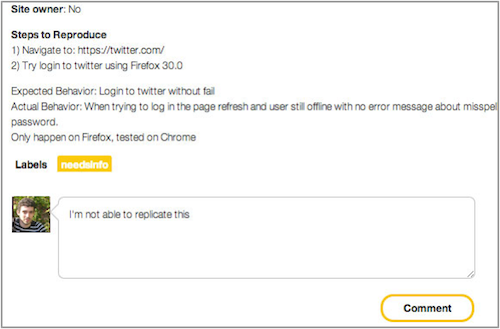 Site owner: No
Steps to Reproduce
1) Navigate to: https://twitter.com/
2) Try login to twitter using Firefox 30.0
Expected Behavior: Login to twitter without fail
Actual Behavior: When trying to log in the page refresh and user still offline with no error message about misspel
password.
Only happen on Firefox, tested on Chrome
Labels needsinfo
I'm not able to replicate this
Comment